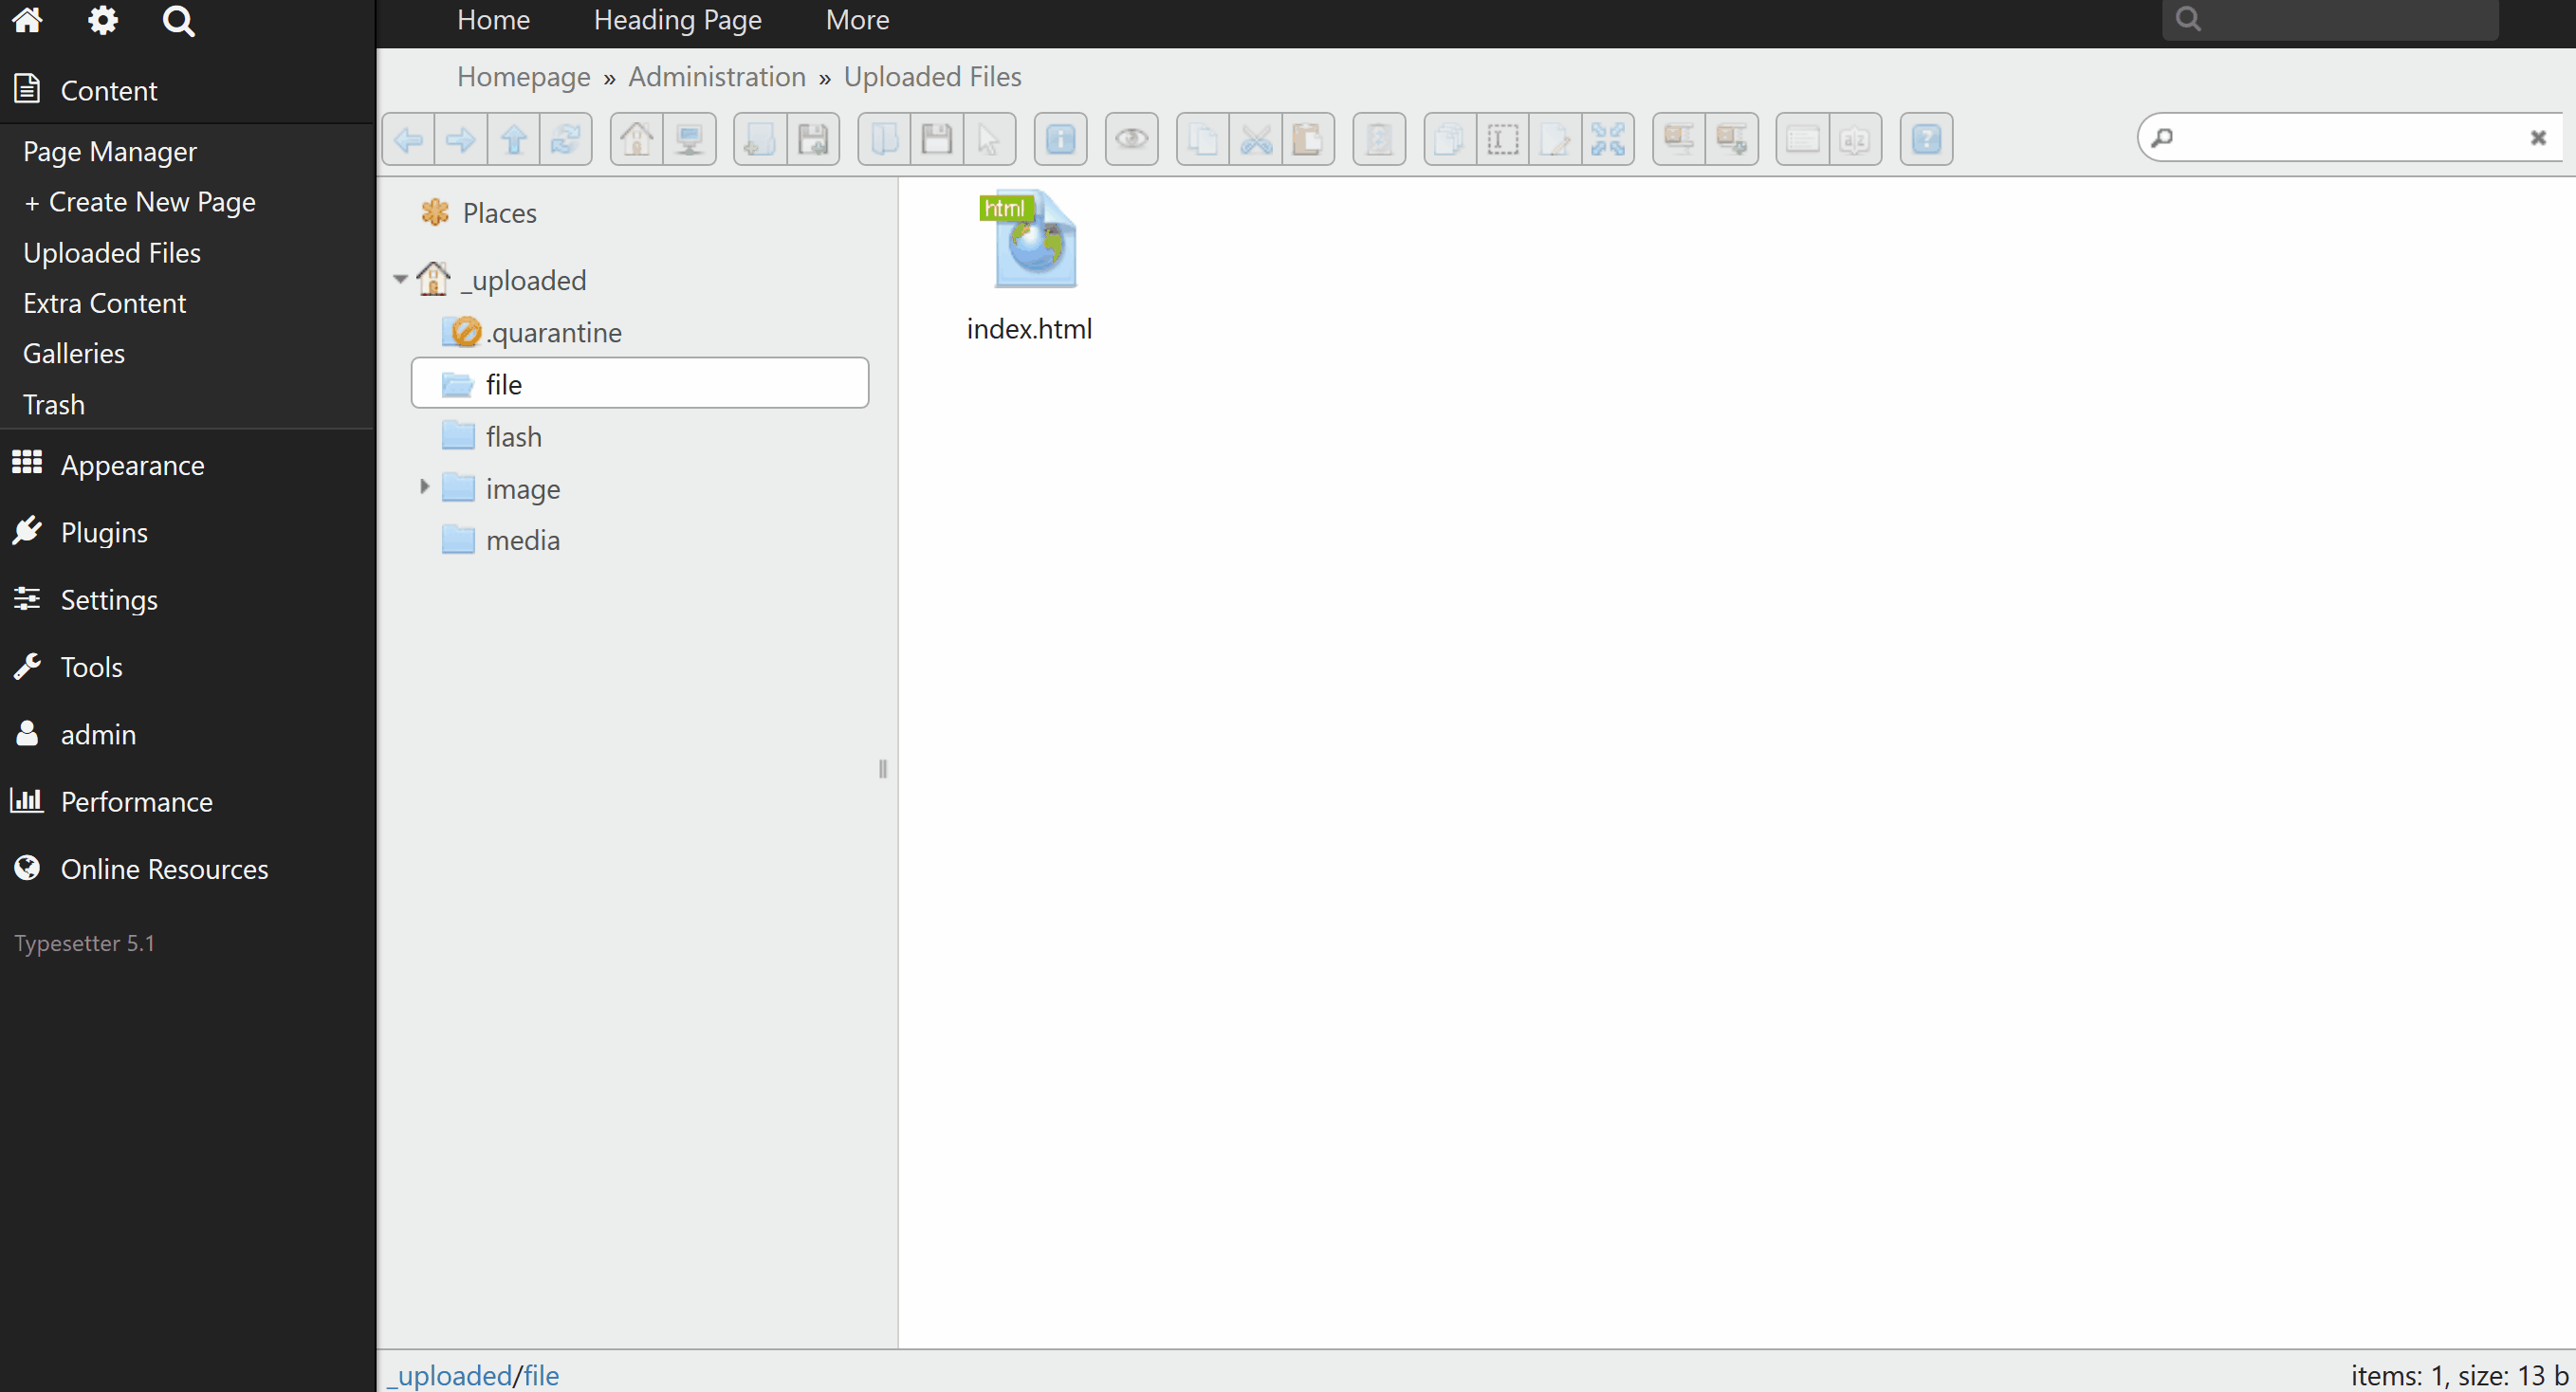 Home Heading Page More
Content
Page Manager
+ Create New Page
Uploaded Files
Extra Content
Galleries
Trash
Appearance
Plugins
Settings
Tools
admin
Performance
Online Resources
Typesetter 5.1
Homepage » Administration » Uploaded Files
Places
_uploaded
.quarantine
file
flash
image
media
html
index.html
_uploaded/file
items: 1, size: 13 b